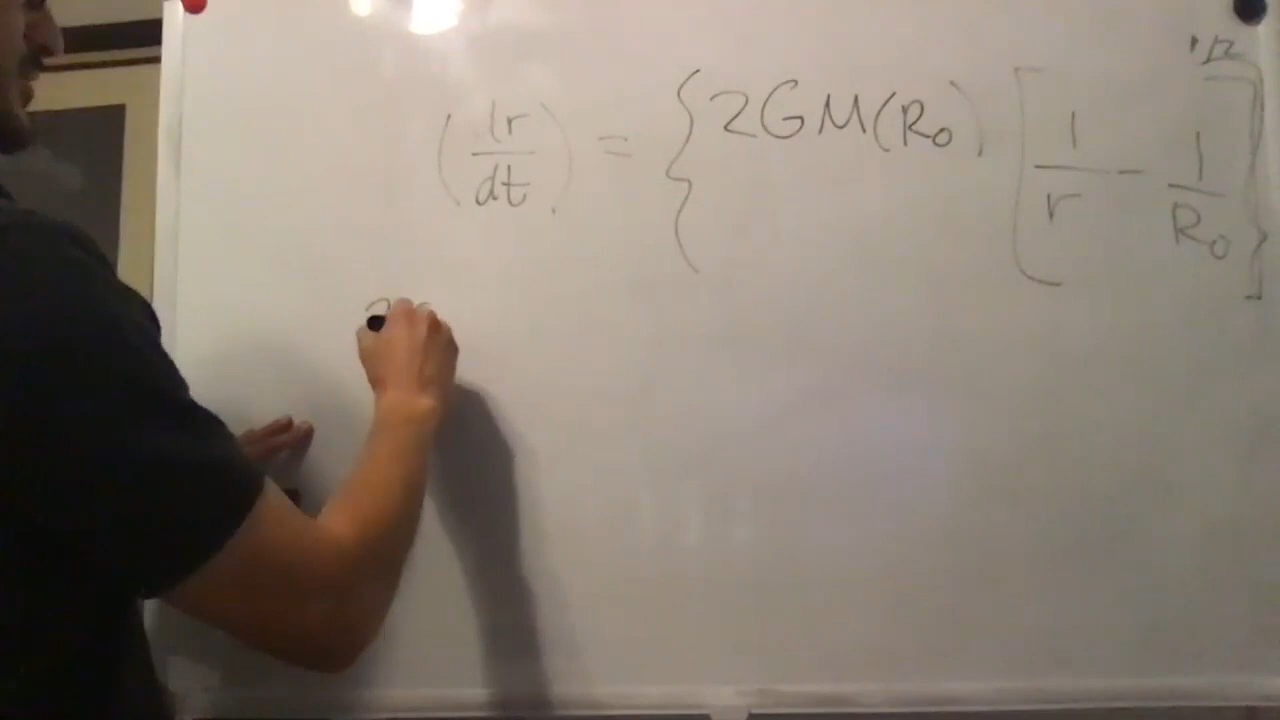 (dr/dt) = {2GM(R₀) [1/r - 1/R₀]}^1/2